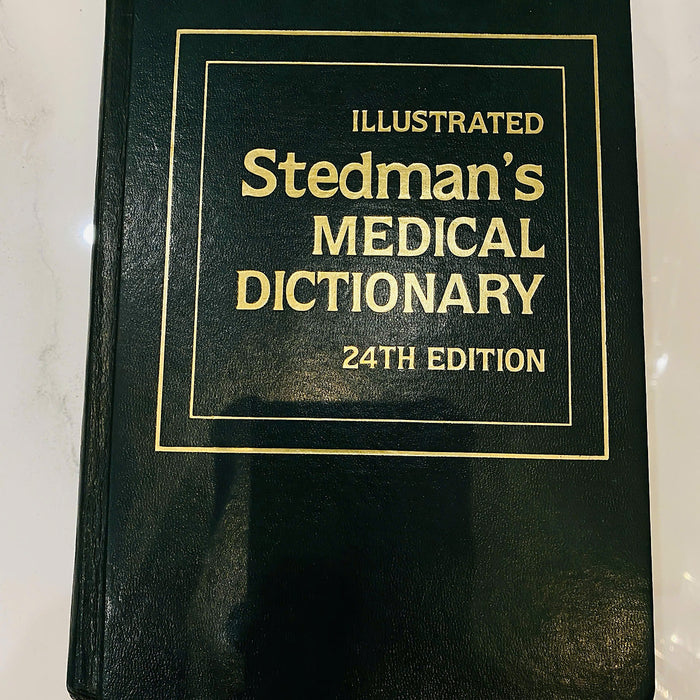 ILLUSTRATED
Stedman's
MEDICAL
DICTIONARY
24TH EDITION